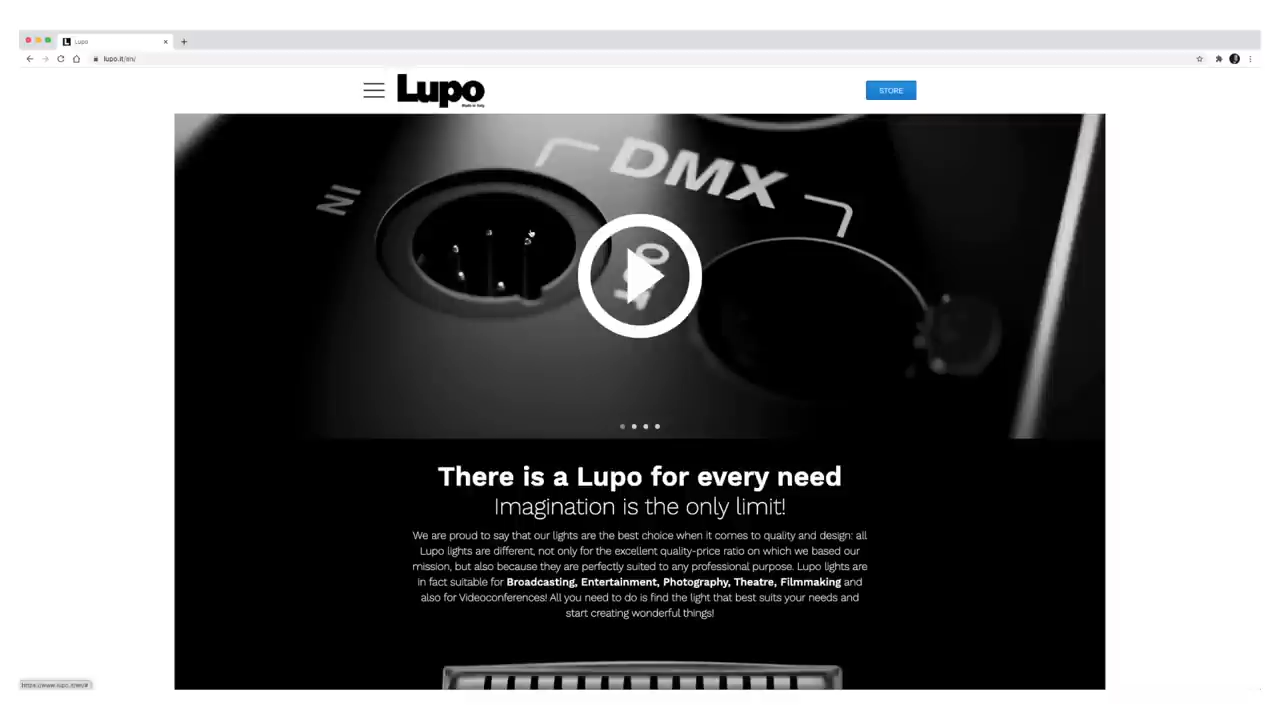 Lupo
lupo.it/en/
Lupo
Made in Italy
STORE
DMX
IN
There is a Lupo for every need
Imagination is the only limit!
We are proud to say that our lights are the best choice when it comes to quality and design: all
Lupo lights are different, not only for the excellent quality-price ratio on which we based our
mission, but also because they are perfectly suited to any professional purpose. Lupo lights are
in fact suitable for Broadcasting, Entertainment, Photography, Theatre, Filmmaking and
also for Videoconferences! All you need to do is find the light that best suits your needs and
start creating wonderful things!
https://www.lupo.it/en/#